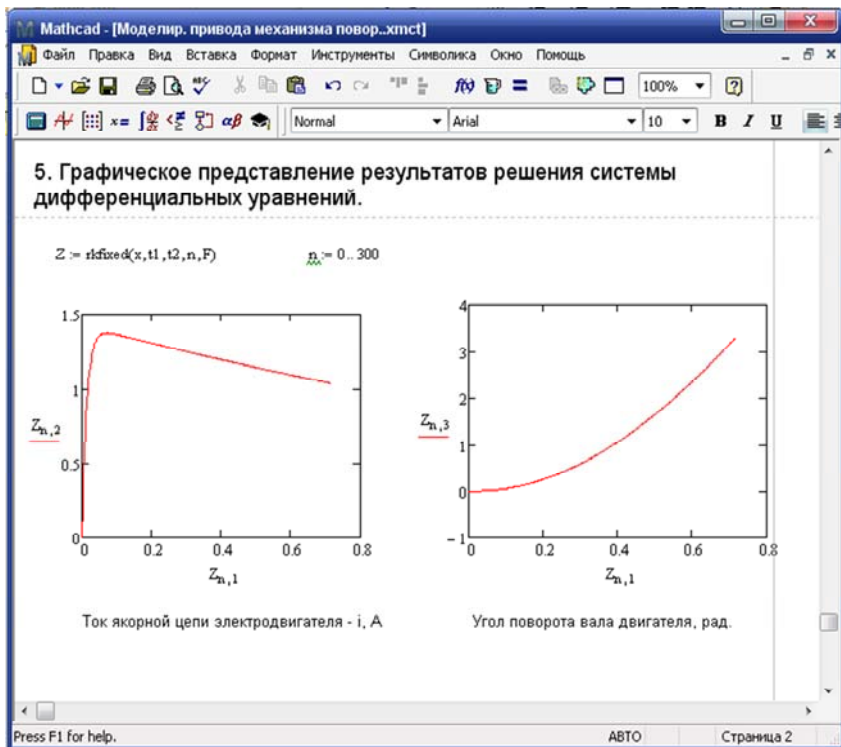 Mathcad - [Моделир. привода механизма повор..xmct]
Файл Правка Вид Вставка Формат Инструменты Символика Окно Помощь
100%
Normal Arial 10 B I U
5. Графическое представление результатов решения системы
дифференциальных уравнений.
Z := rkfixed(x,t1,t2,n,F) n := 0.. 300
1.5
1
Z n,2
0.5
0
0 0.2 0.4 0.6 0.8
Z n,1
Ток якорной цепи электродвигателя - i, А
4
3
2
Z n,3
1
0
− 1
0 0.2 0.4 0.6 0.8
Z n,1
Угол поворота вала двигателя, рад.
Press F1 for help. АВТО Страница 2